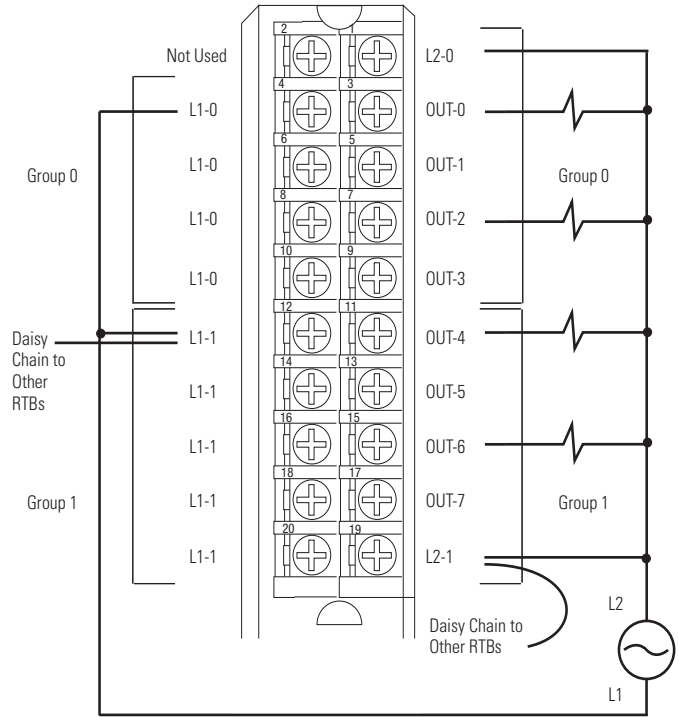 2 1
Not Used L2-0
4 3
L1-0 OUT-0
6 5
L1-0 OUT-1
Group 0 Group 0
8 7
L1-0 OUT-2
10 9
L1-0 OUT-3
12 11
L1-1 OUT-4
Daisy
Chain to
Other
RTBs
14 13
L1-1 OUT-5
16 15
L1-1 OUT-6
18 17
L1-1 OUT-7
Group 1 Group 1
20 19
L1-1 L2-1
Daisy Chain to
Other RTBs
L2
L1